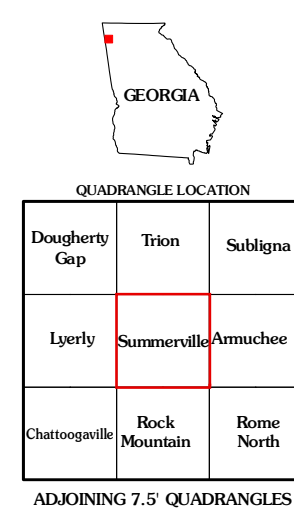 GEORGIA
QUADRANGLE LOCATION
Dougherty Gap
Trion
Subligna
Lyerly
Summerville
Armuchee
Chattoogaville
Rock Mountain
Rome North
ADJOINING 7.5' QUADRANGLES